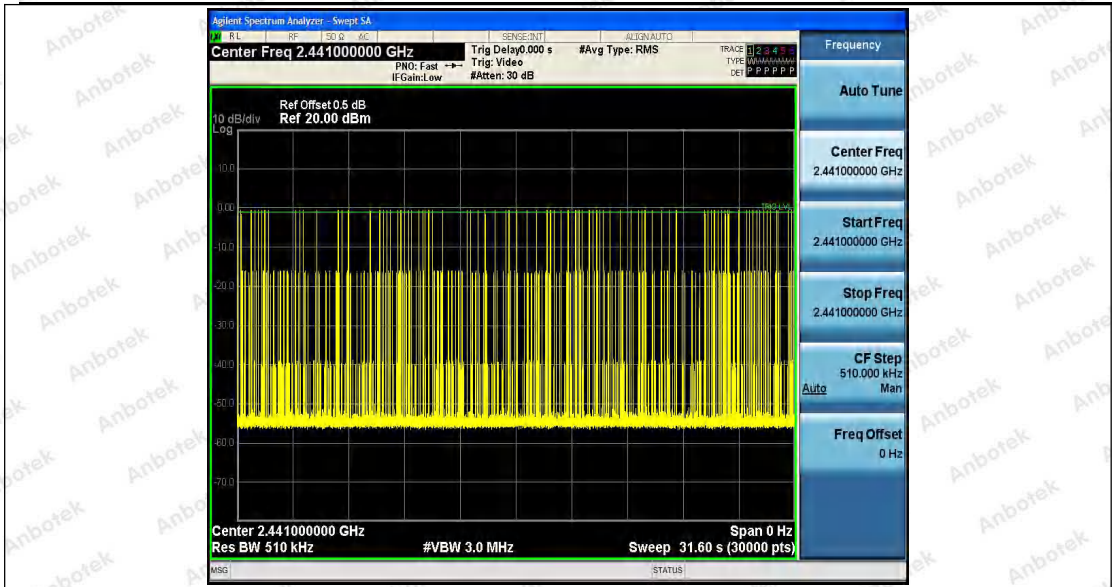 Agilent Spectrum Analyzer - Swept SA
RL RF 50 Ω AC SENSE:INT ALIGNAUTO
Center Freq 2.441000000 GHz
PNO: Fast
IFGain:Low
Trig Delay0.000 s
Trig: Video
#Atten: 30 dB
#Avg Type: RMS
TRACE 1 2 3 4 5 6
TYPE
DET P P P P P P
Ref Offset 0.5 dB
10 dB/div Ref 20.00 dBm
Log
10.0
0.00
TRIG LVL
-10.0
-20.0
-30.0
-40.0
-50.0
-60.0
-70.0
Center 2.441000000 GHz
Span 0 Hz
Res BW 510 kHz
#VBW 3.0 MHz
Sweep 31.60 s (30000 pts)
MSG
STATUS
Frequency
Auto Tune
Center Freq
2.441000000 GHz
Start Freq
2.441000000 GHz
Stop Freq
2.441000000 GHz
CF Step
510.000 kHz
Auto Man
Freq Offset
0 Hz
Anbotek